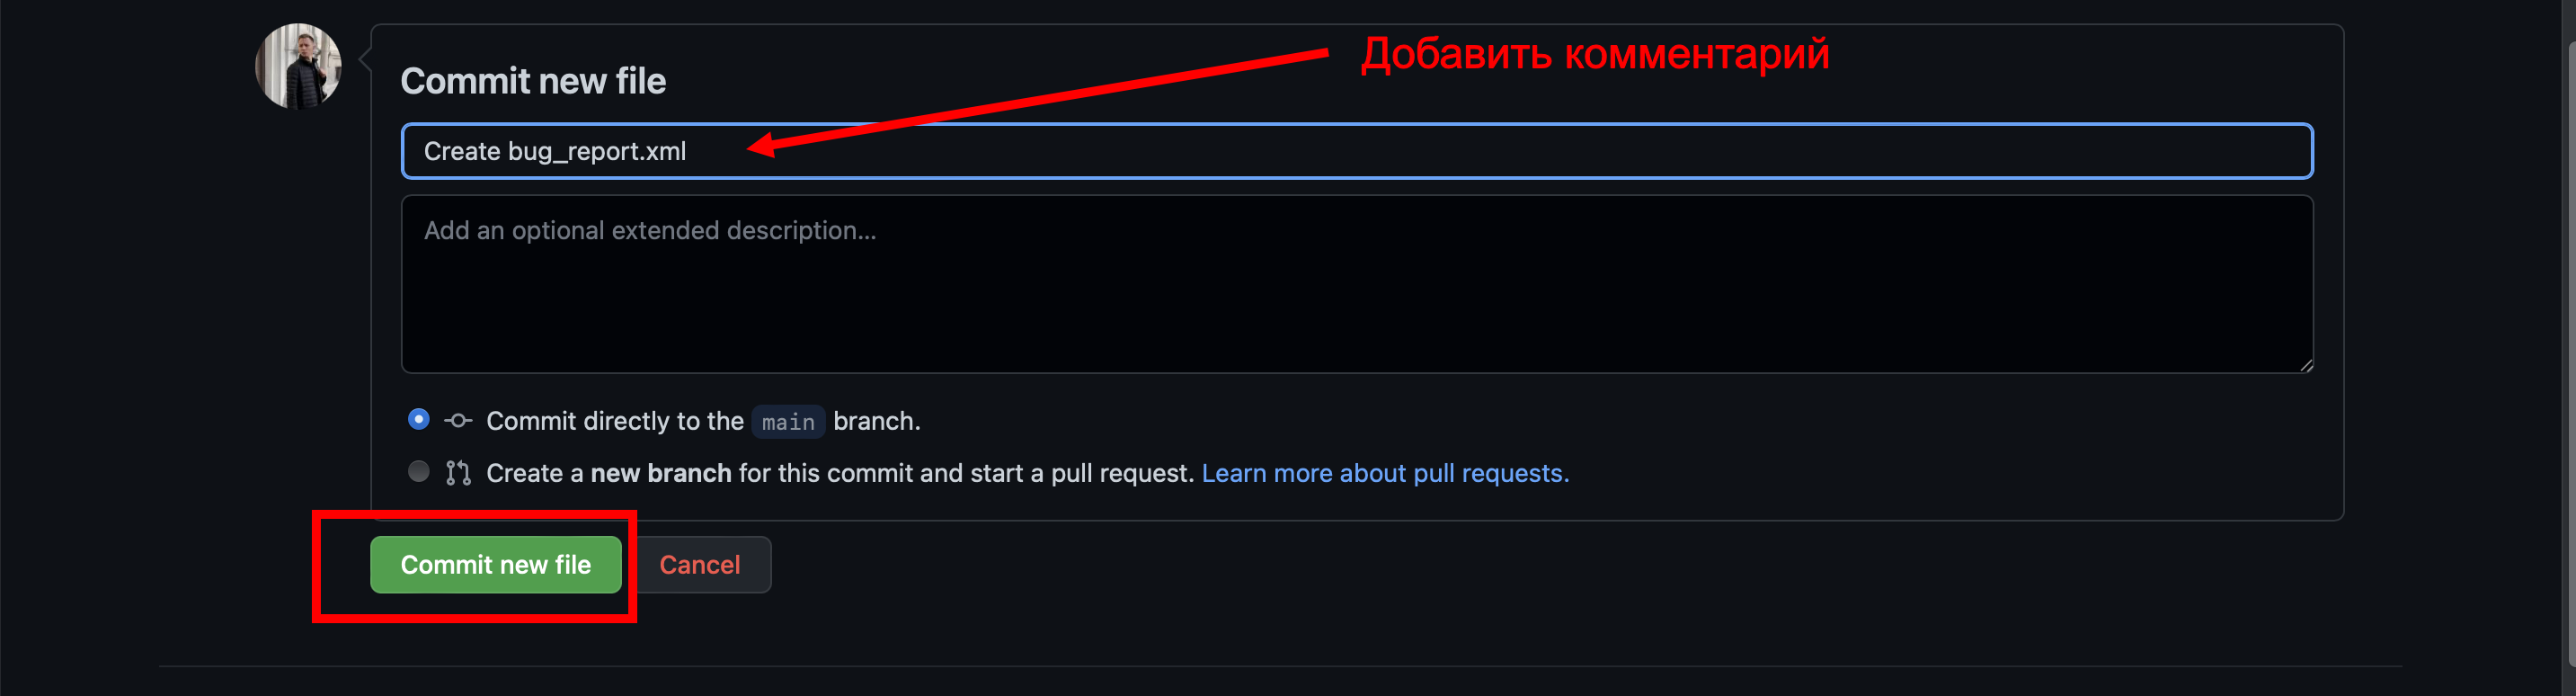 Добавить комментарий
Commit new file
Create bug_report.xml
Add an optional extended description...
Commit directly to the main branch.
Create a new branch for this commit and start a pull request. Learn more about pull requests.
Commit new file
Cancel